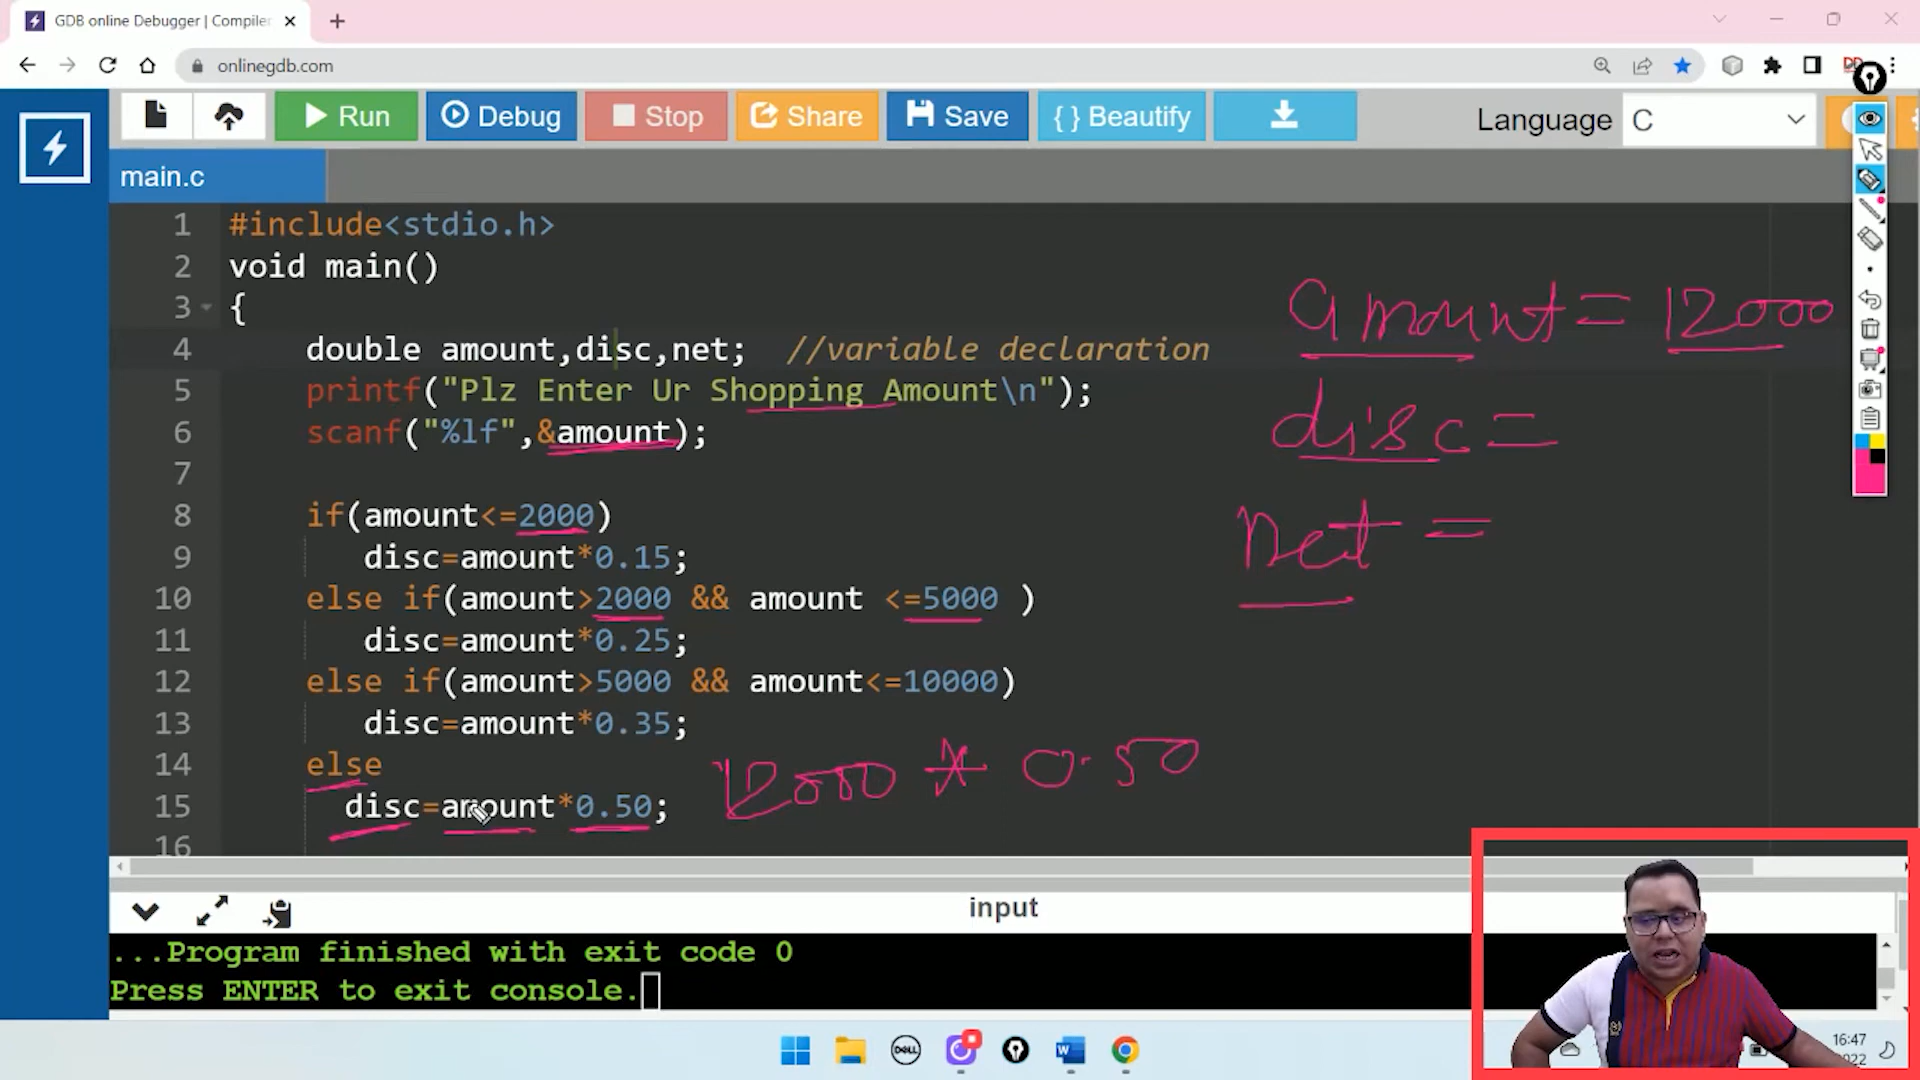 GDB online Debugger | Compiler
onlinegdb.com
Run Debug Stop Share Save { } Beautify Language C
main.c
1 #include<stdio.h>
2 void main()
3 {
4 double amount,disc,net; //variable declaration
5 printf("Plz Enter Ur Shopping Amount\n");
6 scanf("%lf",&amount);
7
8 if(amount<=2000)
9 disc=amount*0.15;
10 else if(amount>2000 && amount <=5000 )
11 disc=amount*0.25;
12 else if(amount>5000 && amount<=10000)
13 disc=amount*0.35;
14 else
15 disc=amount*0.50;
16
amount = 12000
disc =
net =
12000 * 0.50
input
...Program finished with exit code 0
Press ENTER to exit console.
DELL
16:47